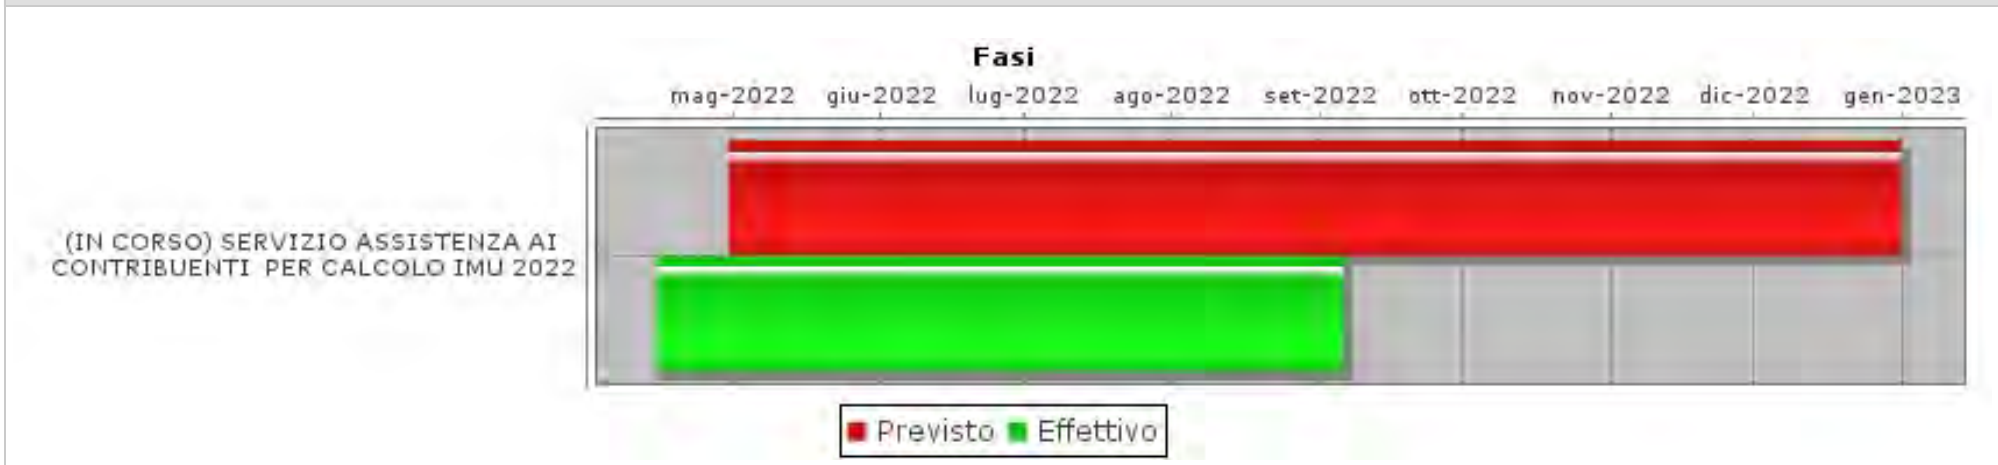 Fasi
mag-2022 giu-2022 lug-2022 ago-2022 set-2022 ott-2022 nov-2022 dic-2022 gen-2023
(IN CORSO) SERVIZIO ASSISTENZA AI
CONTRIBUENTI PER CALCOLO IMU 2022
Previsto Effettivo